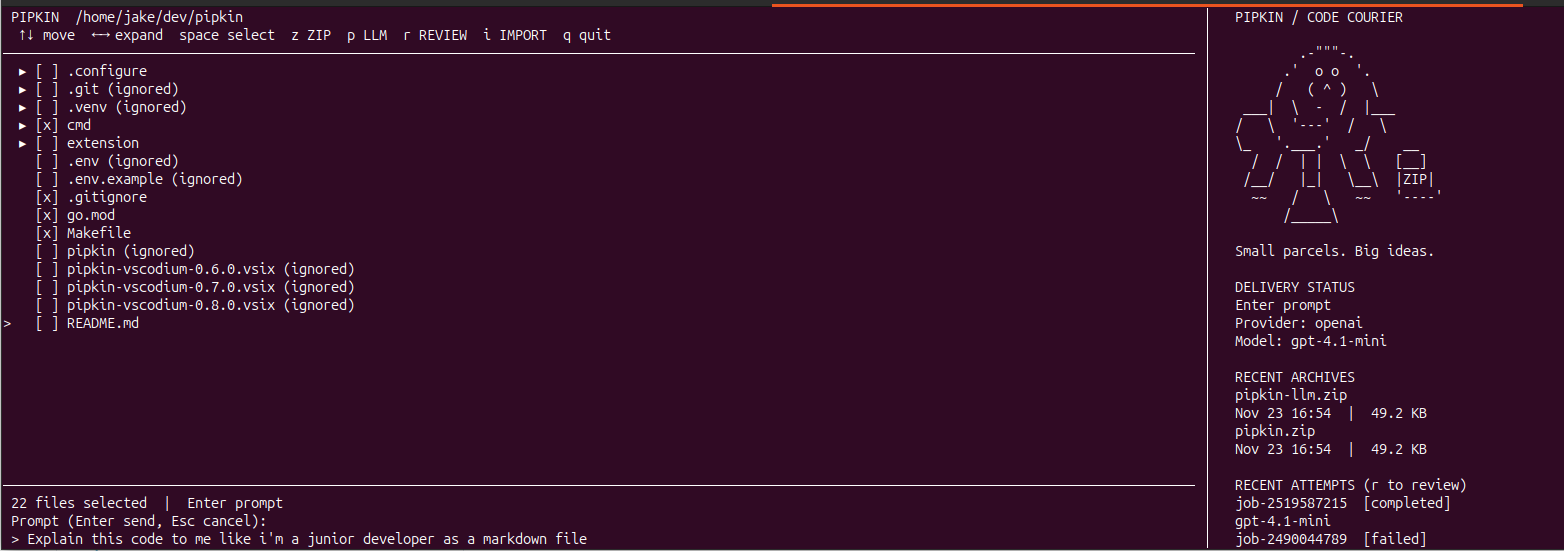 PIPKIN  /home/jake/dev/pipkin
↑↓ move  ←→ expand  space select  z ZIP  p LLM  r REVIEW  i IMPORT  q quit
▶ [ ] .configure
▶ [ ] .git (ignored)
▶ [ ] .venv (ignored)
▶ [x] cmd
▶ [ ] extension
[ ] .env (ignored)
[ ] .env.example (ignored)
[x] .gitignore
[x] go.mod
[x] Makefile
[ ] pipkin (ignored)
[ ] pipkin-vscodium-0.6.0.vsix (ignored)
[ ] pipkin-vscodium-0.7.0.vsix (ignored)
[ ] pipkin-vscodium-0.8.0.vsix (ignored)
>   [ ] README.md
22 files selected  |  Enter prompt
Prompt (Enter send, Esc cancel):
> Explain this code to me like i'm a junior developer as a markdown file
PIPKIN / CODE COURIER
ZIP
Small parcels. Big ideas.
DELIVERY STATUS
Enter prompt
Provider: openai
Model: gpt-4.1-mini
RECENT ARCHIVES
pipkin-llm.zip
Nov 23 16:54  |  49.2 KB
pipkin.zip
Nov 23 16:54  |  49.2 KB
RECENT ATTEMPTS (r to review)
job-2519587215  [completed]
gpt-4.1-mini
job-2490044789  [failed]